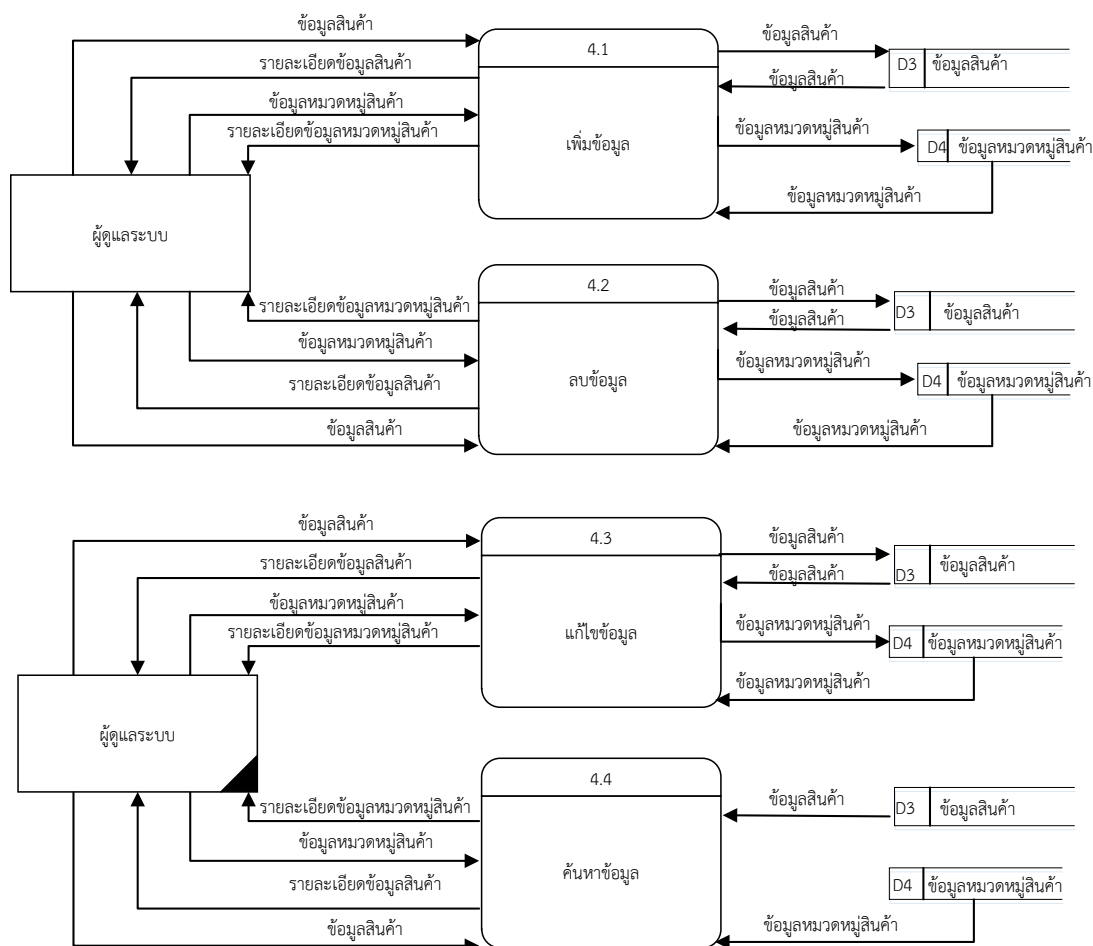 ข้อมูลสินค้า
4.1
ข้อมูลสินค้า
รายละเอียดข้อมูลสินค้า
D3 ข้อมูลสินค้า
ข้อมูลสินค้า
ข้อมูลหมวดหมู่สินค้า
รายละเอียดข้อมูลหมวดหมู่สินค้า
เพิ่มข้อมูล
ข้อมูลหมวดหมู่สินค้า
D4 ข้อมูลหมวดหมู่สินค้า
ข้อมูลหมวดหมู่สินค้า
ผู้ดูแลระบบ
4.2
ข้อมูลสินค้า
รายละเอียดข้อมูลหมวดหมู่สินค้า
D3 ข้อมูลสินค้า
ข้อมูลสินค้า
ข้อมูลหมวดหมู่สินค้า
ข้อมูลหมวดหมู่สินค้า
รายละเอียดข้อมูลสินค้า
ลบข้อมูล
D4 ข้อมูลหมวดหมู่สินค้า
ข้อมูลสินค้า
ข้อมูลหมวดหมู่สินค้า
ข้อมูลสินค้า
4.3
ข้อมูลสินค้า
รายละเอียดข้อมูลสินค้า
D3 ข้อมูลสินค้า
ข้อมูลสินค้า
ข้อมูลหมวดหมู่สินค้า
รายละเอียดข้อมูลหมวดหมู่สินค้า
แก้ไขข้อมูล
ข้อมูลหมวดหมู่สินค้า
D4 ข้อมูลหมวดหมู่สินค้า
ข้อมูลหมวดหมู่สินค้า
ผู้ดูแลระบบ
4.4
รายละเอียดข้อมูลหมวดหมู่สินค้า
ข้อมูลสินค้า
D3 ข้อมูลสินค้า
ข้อมูลหมวดหมู่สินค้า
รายละเอียดข้อมูลสินค้า
ค้นหาข้อมูล
D4 ข้อมูลหมวดหมู่สินค้า
ข้อมูลสินค้า
ข้อมูลหมวดหมู่สินค้า